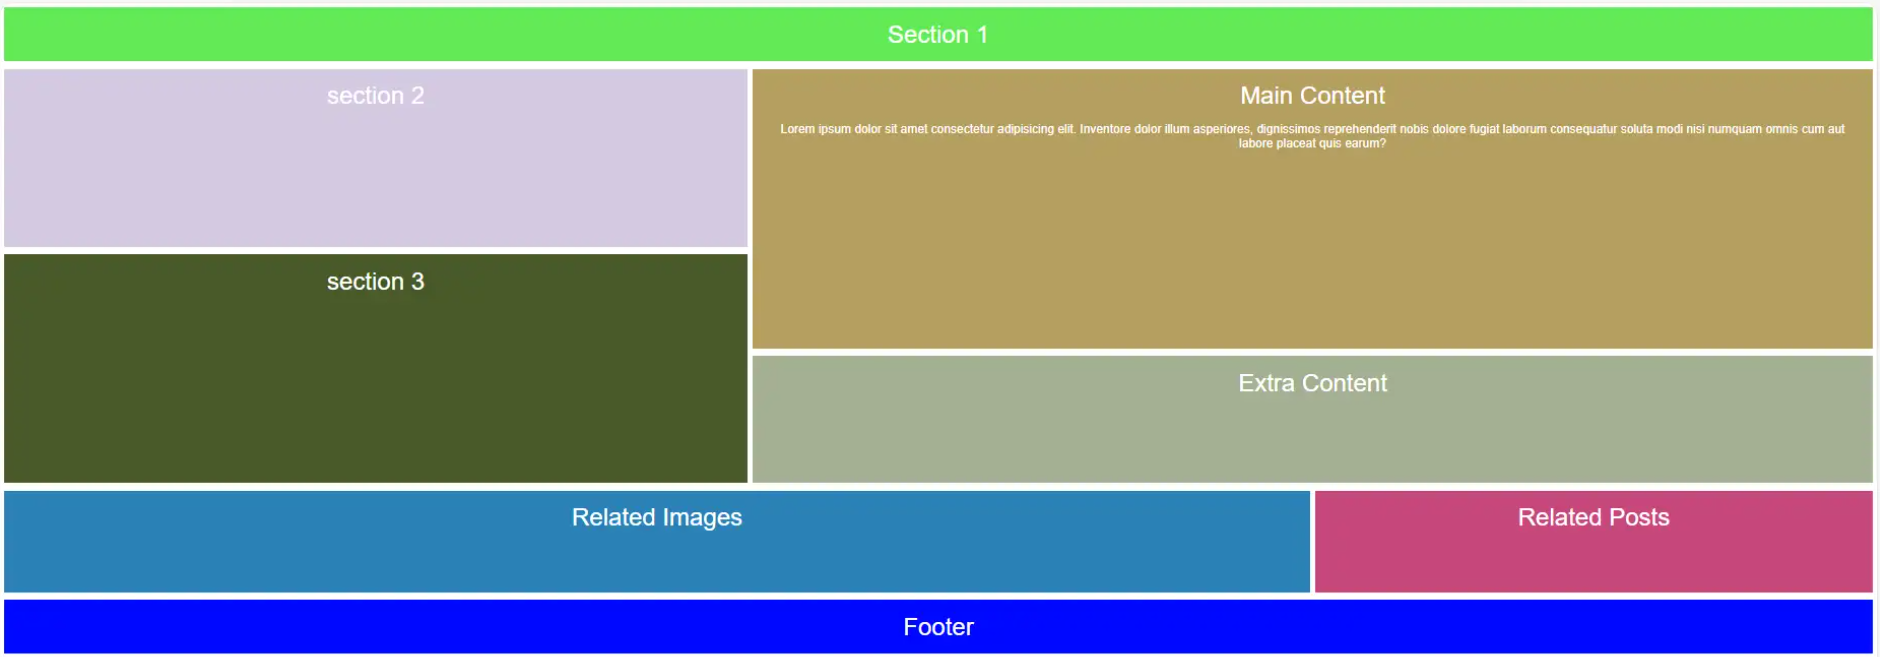 Section 1
section 2
Main Content
Lorem ipsum dolor sit amet consectetur adipisicing elit. Inventore dolor illum asperiores, dignissimos reprehenderit nobis dolore fugiat laborum consequatur soluta modi nisi numquam omnis cum aut
labore placeat quis earum?
section 3
Extra Content
Related Images
Related Posts
Footer